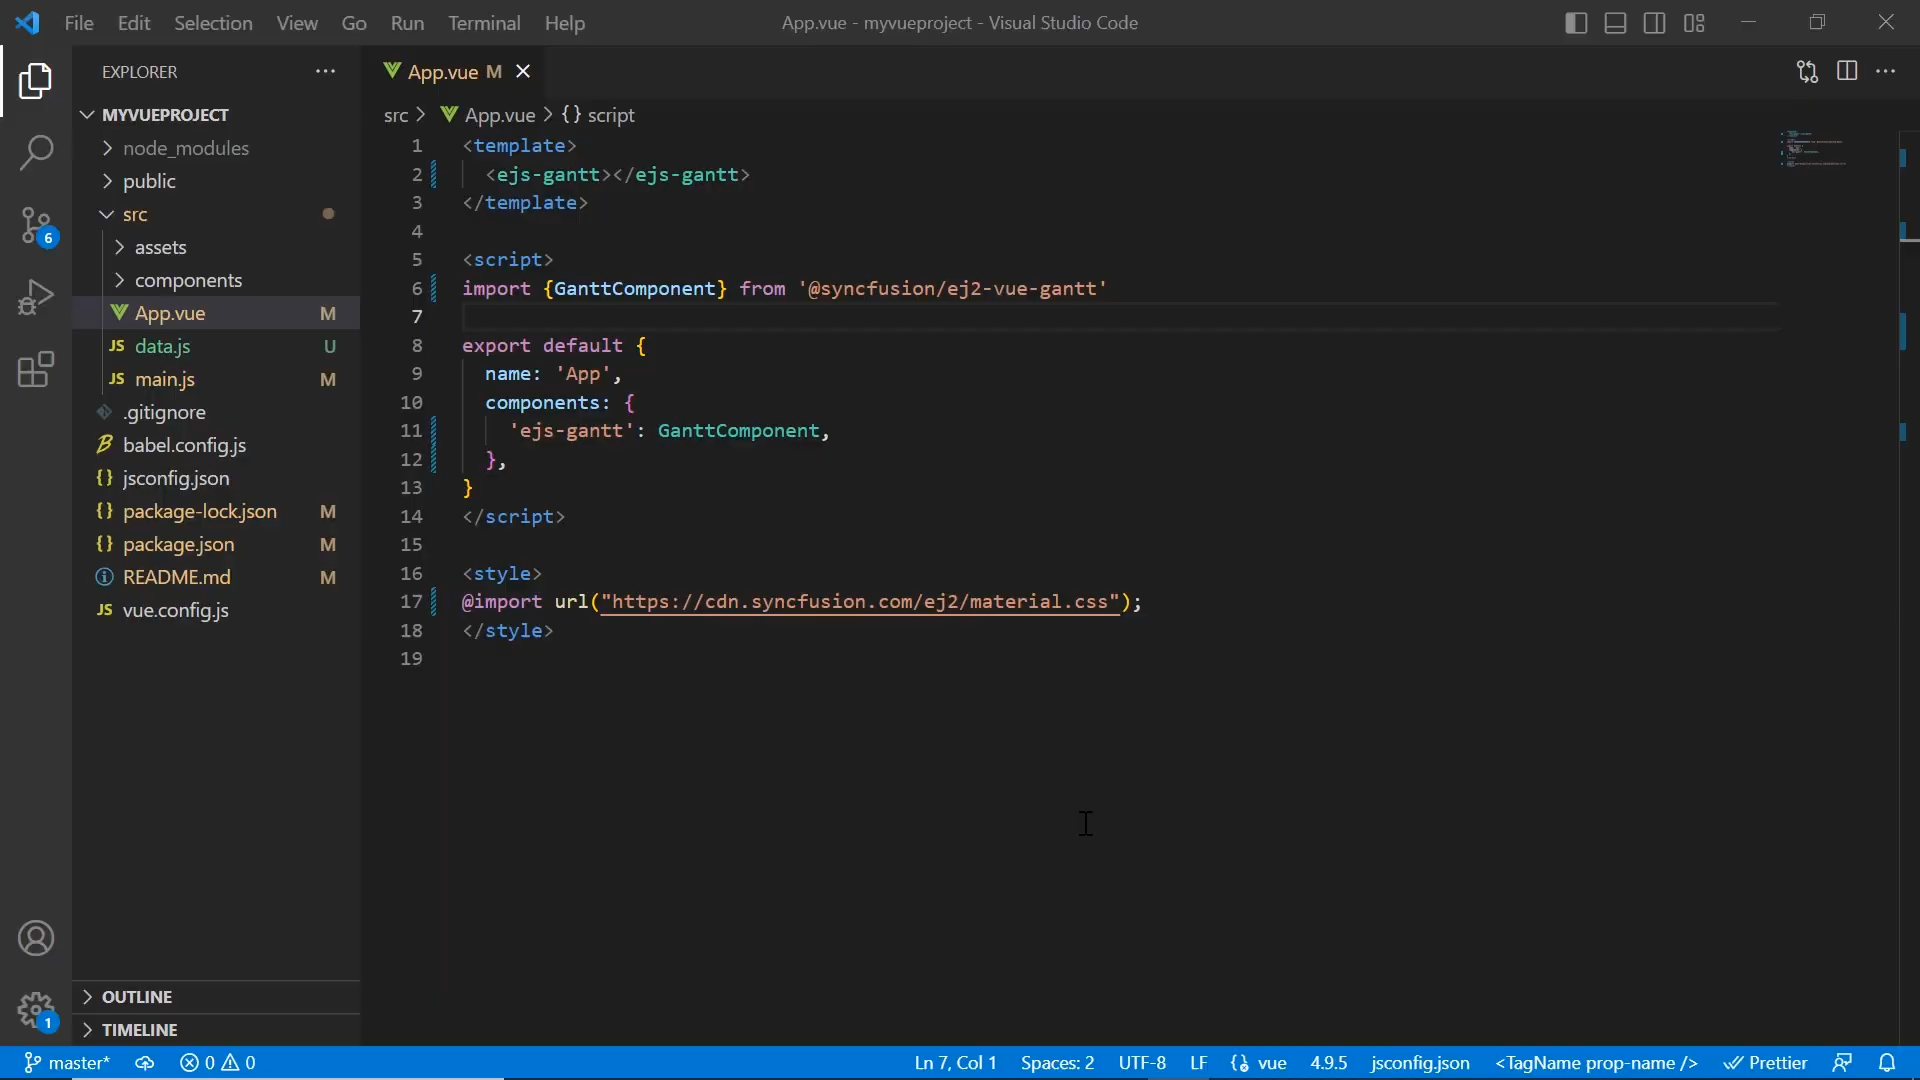 File Edit Selection View Go Run Terminal Help
App.vue - myvueproject - Visual Studio Code
EXPLORER
MYVUEPROJECT
node_modules
public
src
assets
components
App.vue M
JS data.js U
JS main.js M
.gitignore
babel.config.js
{} jsconfig.json
{} package-lock.json M
{} package.json M
README.md M
JS vue.config.js
OUTLINE
TIMELINE
6
1
App.vue M
src > App.vue > {} script
1 <template>
2 <ejs-gantt></ejs-gantt>
3 </template>
4
5 <script>
6 import {GanttComponent} from '@syncfusion/ej2-vue-gantt'
7
8 export default {
9 name: 'App',
10 components: {
11 'ejs-gantt': GanttComponent,
12 },
13 }
14 </script>
15
16 <style>
17 @import url("https://cdn.syncfusion.com/ej2/material.css");
18 </style>
19
master* 0 0 Ln 7, Col 1 Spaces: 2 UTF-8 LF vue 4.9.5 jsconfig.json <TagName prop-name /> Prettier